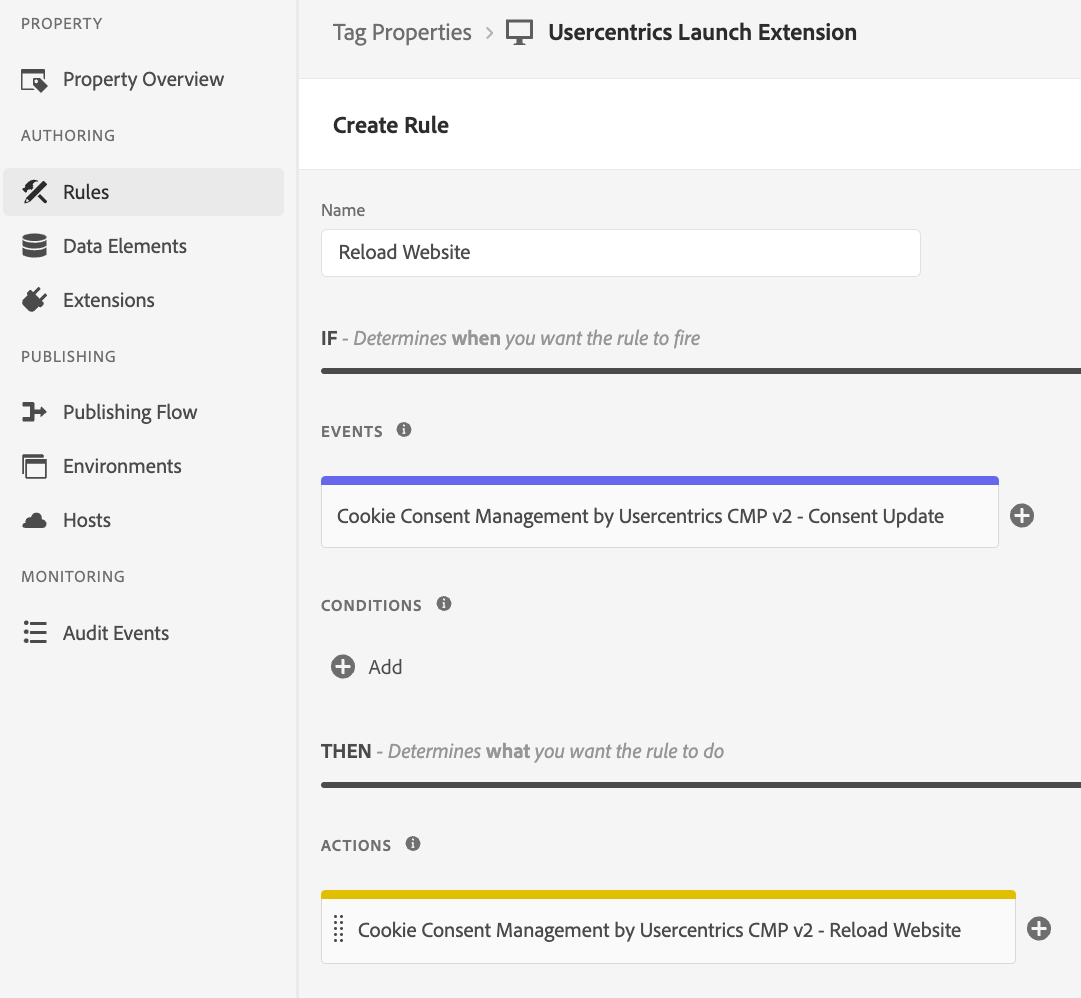 PROPERTY
Property Overview
AUTHORING
Rules
Data Elements
Extensions
PUBLISHING
Publishing Flow
Environments
Hosts
MONITORING
Audit Events
Tag Properties > Usercentrics Launch Extension
Create Rule
Name
Reload Website
IF - Determines when you want the rule to fire
EVENTS
Cookie Consent Management by Usercentrics CMP v2 - Consent Update
CONDITIONS
Add
THEN - Determines what you want the rule to do
ACTIONS
Cookie Consent Management by Usercentrics CMP v2 - Reload Website